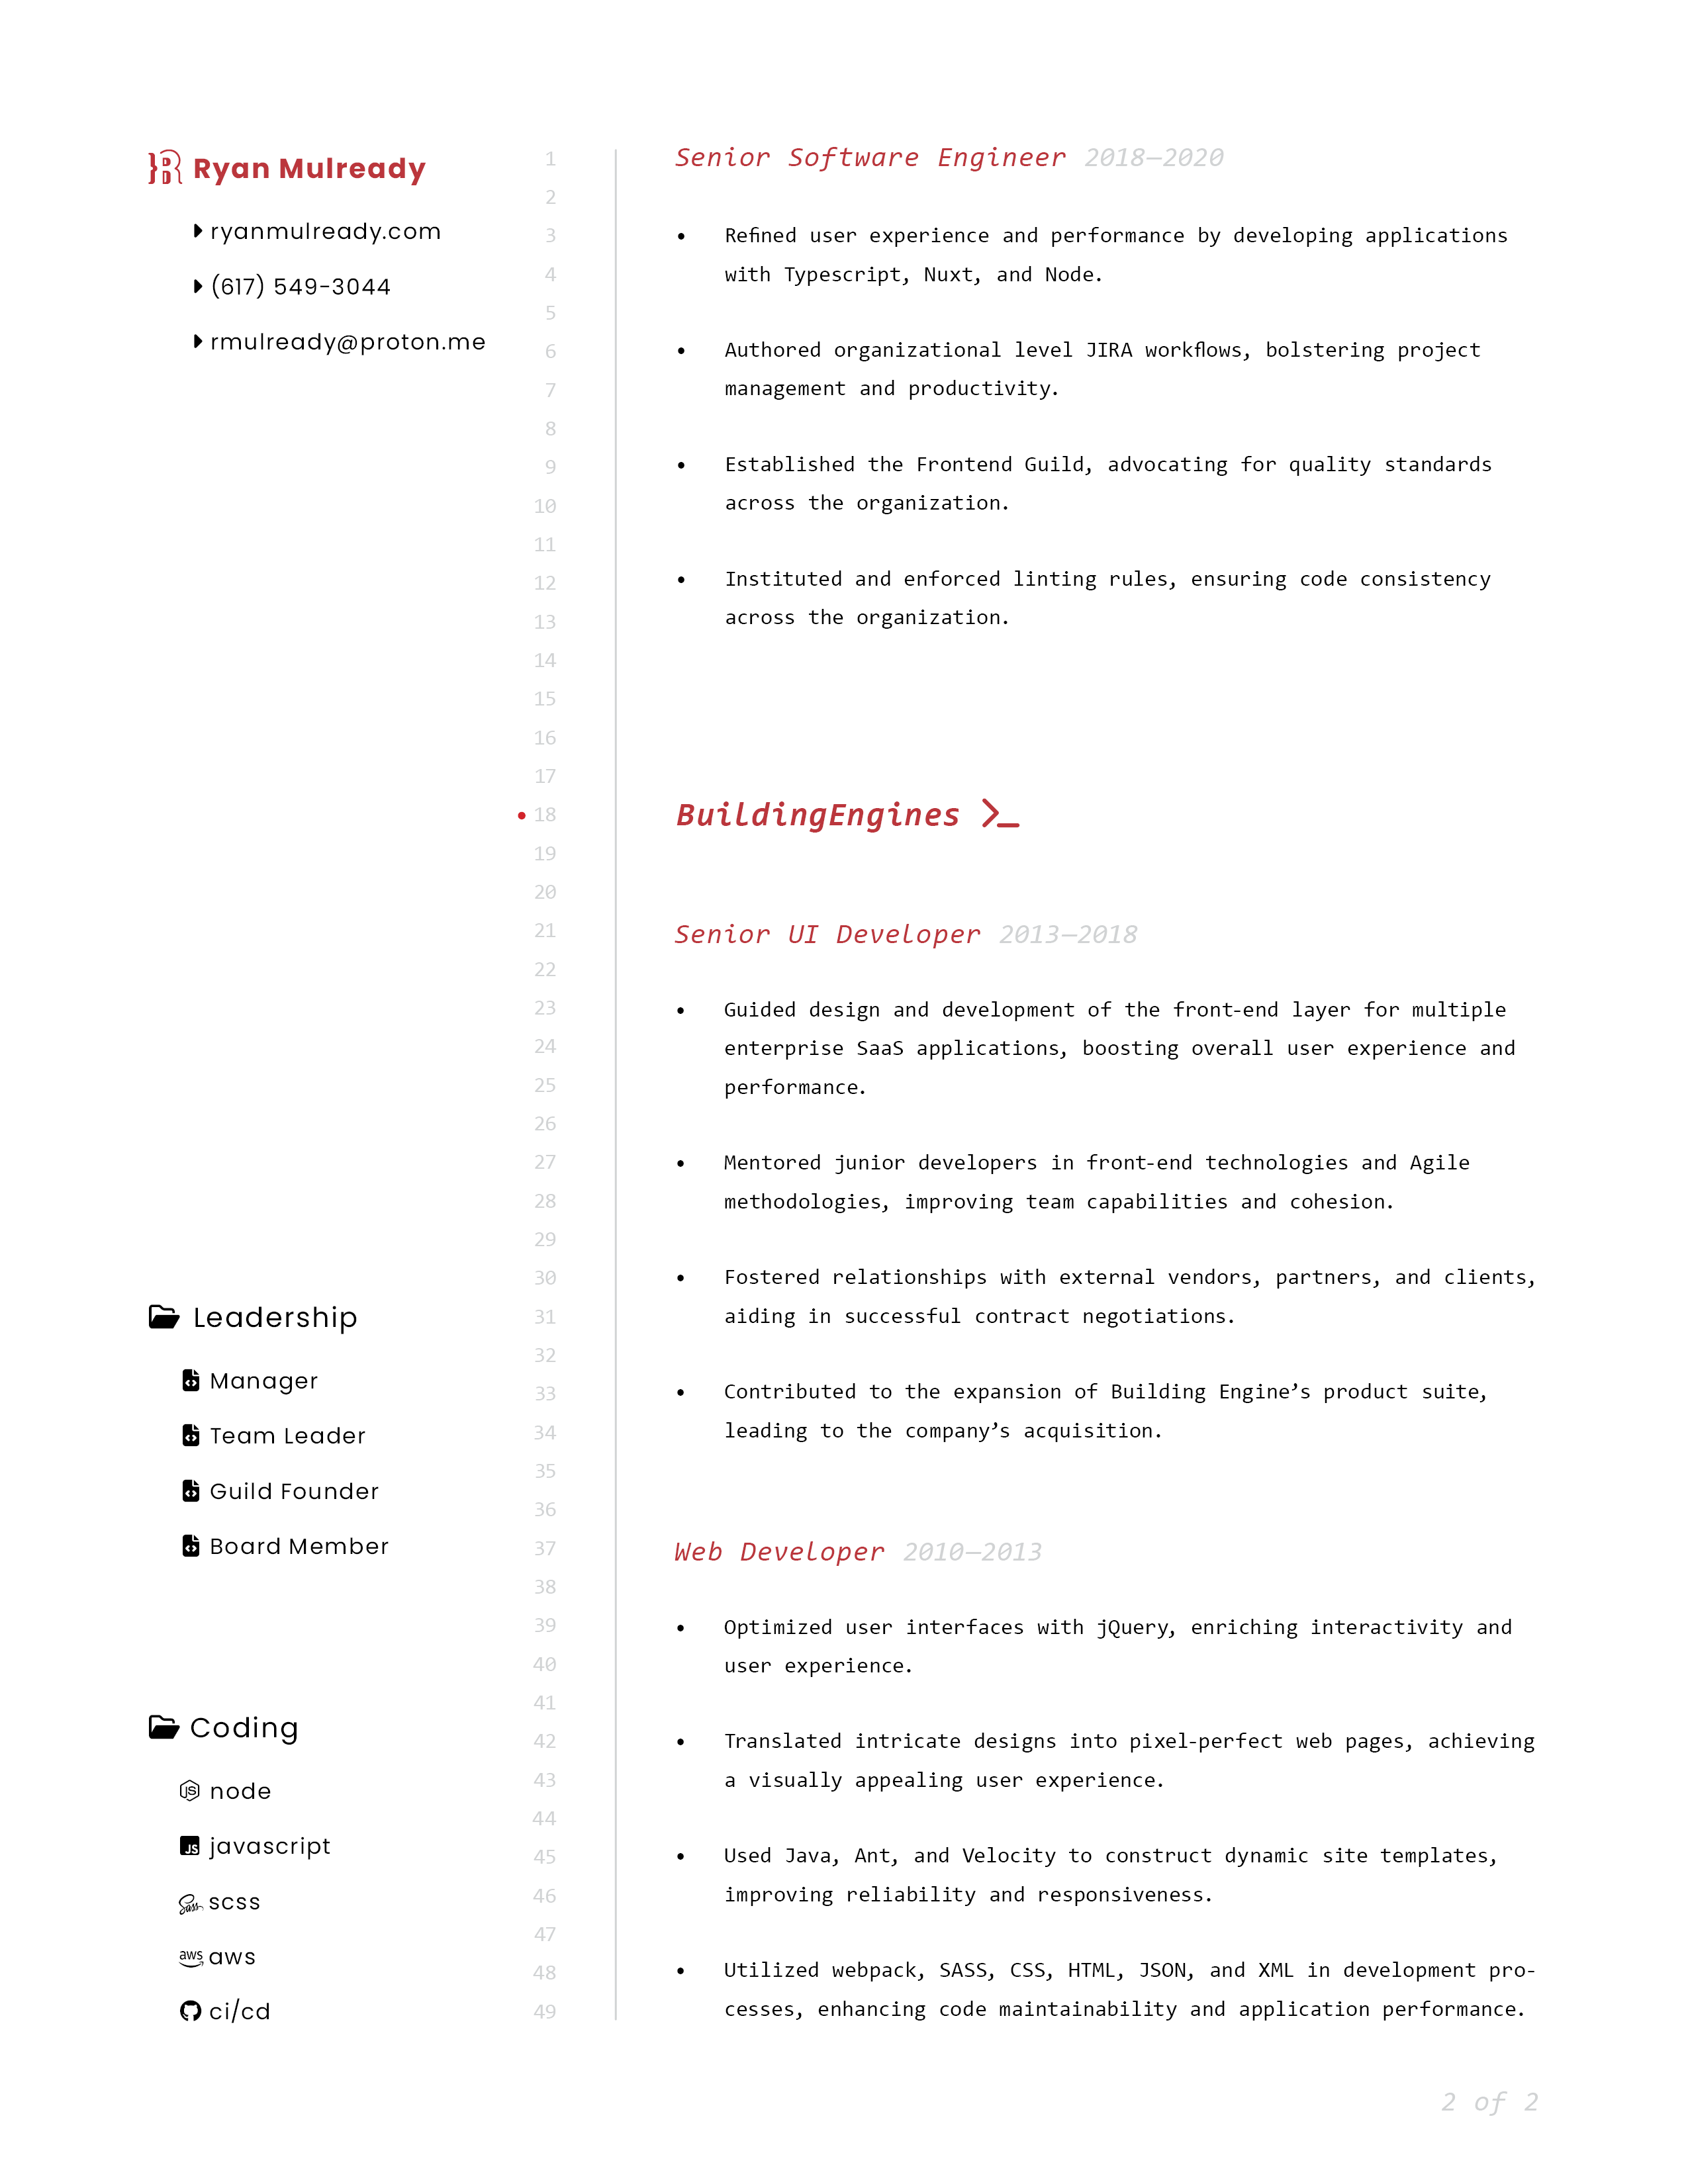 Ryan Mulready
ryanmulready.com
(617) 549-3044
rmulready@proton.me
Leadership
Manager
Team Leader
Guild Founder
Board Member
Coding
node
javascript
scss
aws
ci/cd
1
2
3
4
5
6
7
8
9
10
11
12
13
14
15
16
17
• 18
19
20
21
22
23
24
25
26
27
28
29
30
31
32
33
34
35
36
37
38
39
40
41
42
43
44
45
46
47
48
49
Senior Software Engineer 2018—2020
• Refined user experience and performance by developing applications
with Typescript, Nuxt, and Node.
• Authored organizational level JIRA workflows, bolstering project
management and productivity.
• Established the Frontend Guild, advocating for quality standards
across the organization.
• Instituted and enforced linting rules, ensuring code consistency
across the organization.
BuildingEngines >_
Senior UI Developer 2013—2018
• Guided design and development of the front-end layer for multiple
enterprise SaaS applications, boosting overall user experience and
performance.
• Mentored junior developers in front-end technologies and Agile
methodologies, improving team capabilities and cohesion.
• Fostered relationships with external vendors, partners, and clients,
aiding in successful contract negotiations.
• Contributed to the expansion of Building Engine’s product suite,
leading to the company’s acquisition.
Web Developer 2010—2013
• Optimized user interfaces with jQuery, enriching interactivity and
user experience.
• Translated intricate designs into pixel-perfect web pages, achieving
a visually appealing user experience.
• Used Java, Ant, and Velocity to construct dynamic site templates,
improving reliability and responsiveness.
• Utilized webpack, SASS, CSS, HTML, JSON, and XML in development pro-
cesses, enhancing code maintainability and application performance.
2 of 2